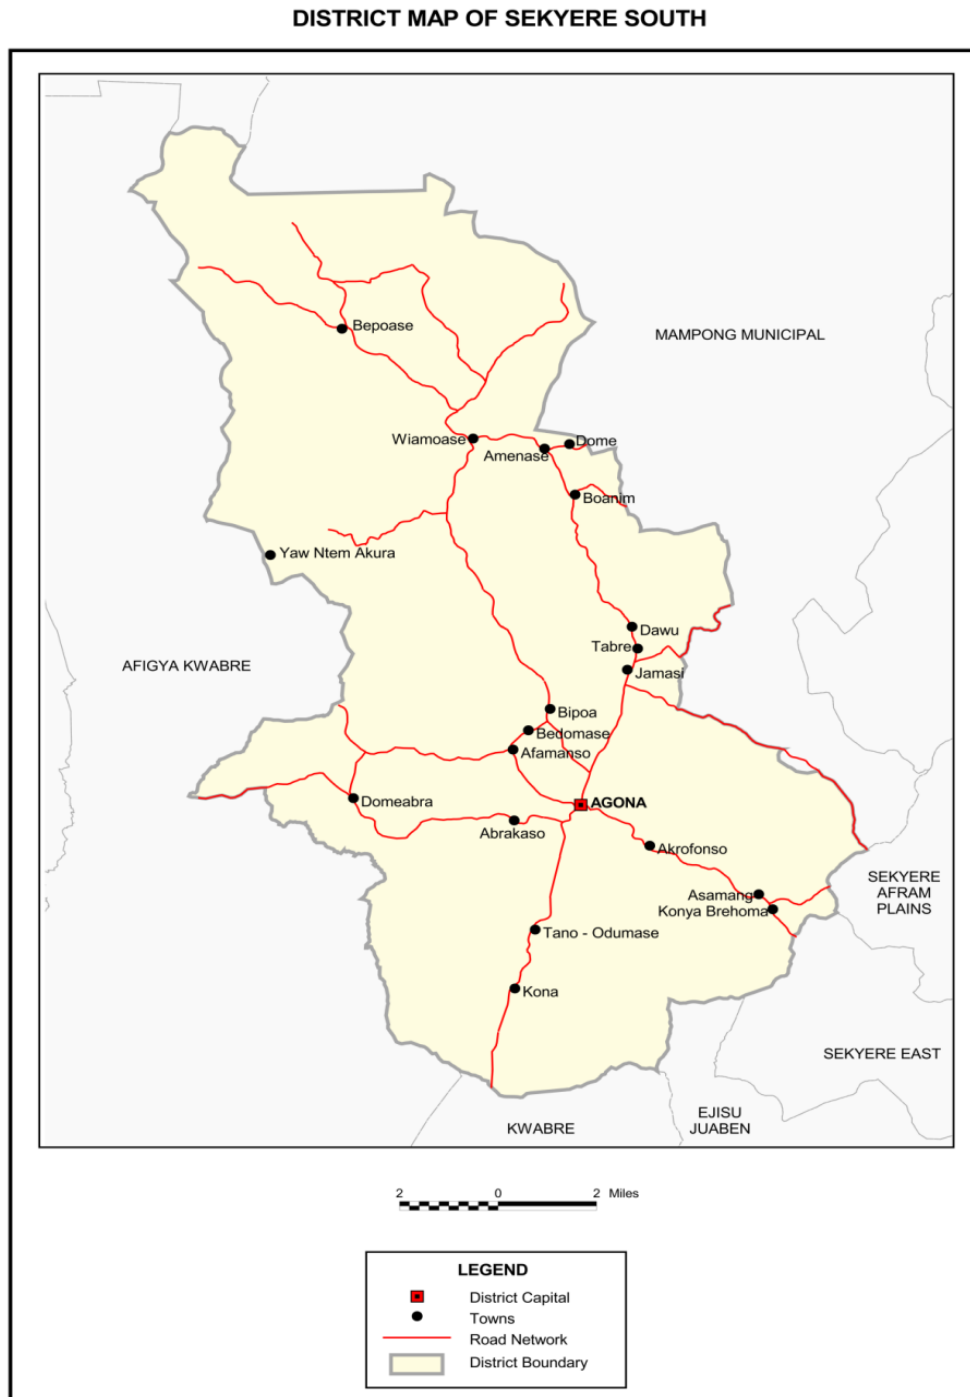 DISTRICT MAP OF SEKYERE SOUTH
Bepoase
MAMPONG MUNICIPAL
Wiamoase
Dome
Amenase
Boanim
Yaw Ntem Akura
Dawu
Tabre
AFIGYA KWABRE
Jamasi
Bipoa
Bedomase
Afamanso
Domeabra
AGONA
Abrakaso
Akrofonso
SEKYERE
AFRAM
PLAINS
Asamang
Konya Brehoma
Tano - Odumase
Kona
SEKYERE EAST
EJISU
JUABEN
KWABRE
2 0 2 Miles
LEGEND
District Capital
Towns
Road Network
District Boundary